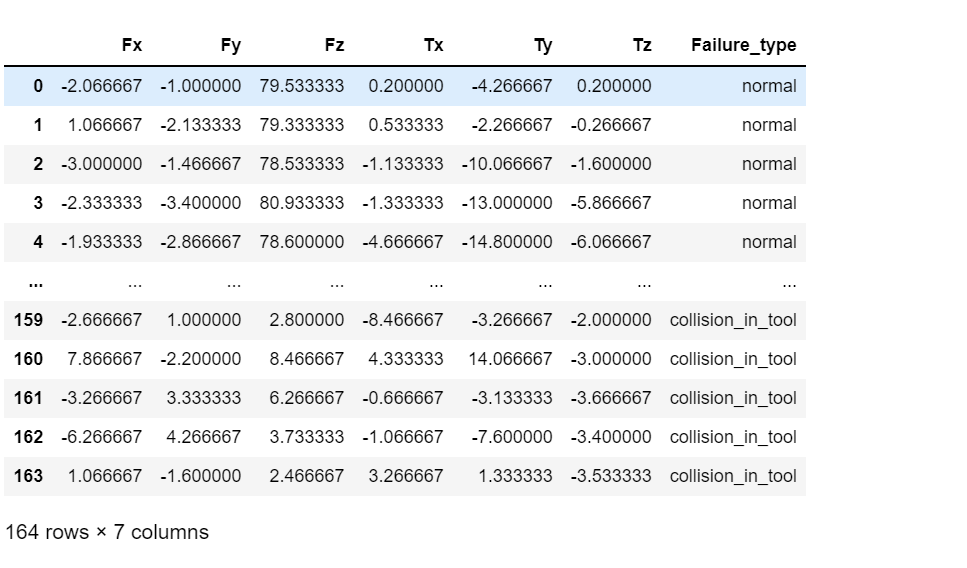 Fx Fy Fz Tx Ty Tz Failure_type
0 -2.066667 -1.000000 79.533333 0.200000 -4.266667 0.200000 normal
1 1.066667 -2.133333 79.333333 0.533333 -2.266667 -0.266667 normal
2 -3.000000 -1.466667 78.533333 -1.133333 -10.066667 -1.600000 normal
3 -2.333333 -3.400000 80.933333 -1.333333 -13.000000 -5.866667 normal
4 -1.933333 -2.866667 78.600000 -4.666667 -14.800000 -6.066667 normal
... ... ... ... ... ... ... ...
159 -2.666667 1.000000 2.800000 -8.466667 -3.266667 -2.000000 collision_in_tool
160 7.866667 -2.200000 8.466667 4.333333 14.066667 -3.000000 collision_in_tool
161 -3.266667 3.333333 6.266667 -0.666667 -3.133333 -3.666667 collision_in_tool
162 -6.266667 4.266667 3.733333 -1.066667 -7.600000 -3.400000 collision_in_tool
163 1.066667 -1.600000 2.466667 3.266667 1.333333 -3.533333 collision_in_tool
164 rows × 7 columns